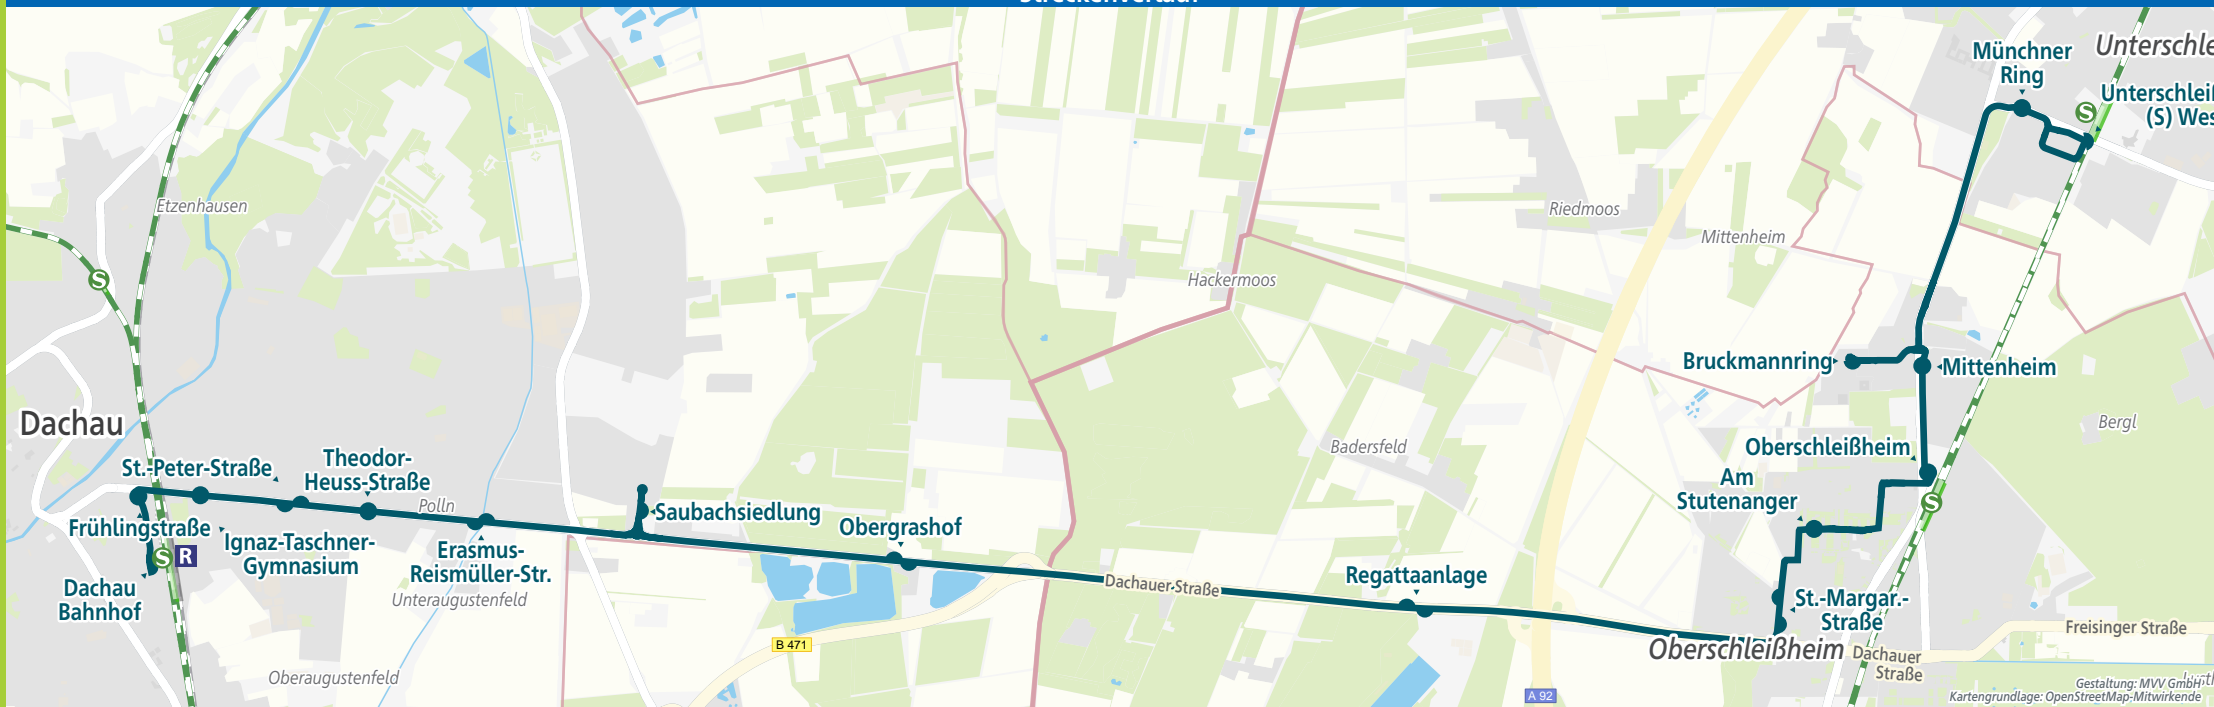 Streckenverlauf
Unterschle
Münchner
Ring
Unterschleiß
(S) Wes
S
Etzenhausen
Riedmoos
Mittenheim
Hackermoos
S
Bruckmannring
Mittenheim
Dachau
Bergl
Badersfeld
Oberschleißheim
Am
Stutenanger
S
St.-Peter-Straße
Theodor-
Heuss-Straße
Polln
Saubachsiedlung
Obergrashof
Frühlingstraße
Ignaz-Taschner-
Gymnasium
S R
Erasmus-
Reismüller-Str.
Dachau
Bahnhof
Unteraugustenfeld
Dachauer-Straße
Regattaanlage
St.-Margar.-
Straße
B 471
Oberschleißheim
Freisinger Straße
Dachauer
Straße
Oberaugustenfeld
A 92
Gestaltung: MVV GmbH
Kartengrundlage: OpenStreetMap-Mitwirkende